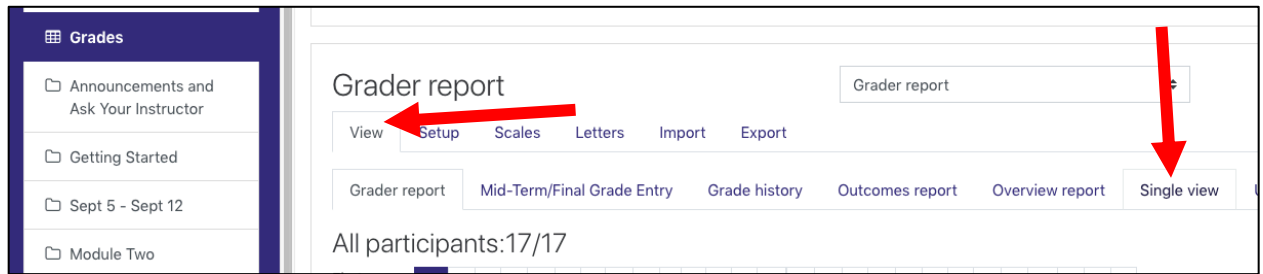 Grades
Announcements and
Ask Your Instructor
Getting Started
Sept 5 - Sept 12
Module Two
Grader report
Grader report
View Setup Scales Letters Import Export
Grader report Mid-Term/Final Grade Entry Grade history Outcomes report Overview report Single view
All participants:17/17